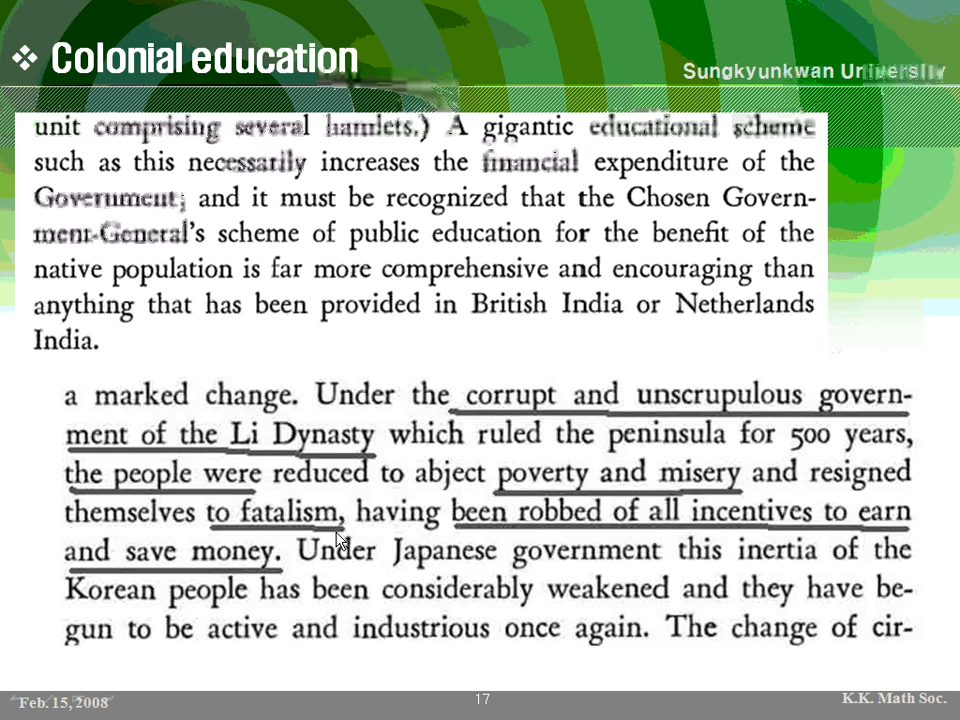 ❖ Colonial education
Sungkyunkwan University
unit comprising several hamlets.) A gigantic educational scheme
such as this necessarily increases the financial expenditure of the
Government; and it must be recognized that the Chosen Govern-
ment-General's scheme of public education for the benefit of the
native population is far more comprehensive and encouraging than
anything that has been provided in British India or Netherlands
India.
a marked change. Under the corrupt and unscrupulous govern-
ment of the Li Dynasty which ruled the peninsula for 500 years,
the people were reduced to abject poverty and misery and resigned
themselves to fatalism, having been robbed of all incentives to earn
and save money. Under Japanese government this inertia of the
Korean people has been considerably weakened and they have be-
gun to be active and industrious once again. The change of cir-
Feb. 15, 2008
17
K.K. Math Soc.